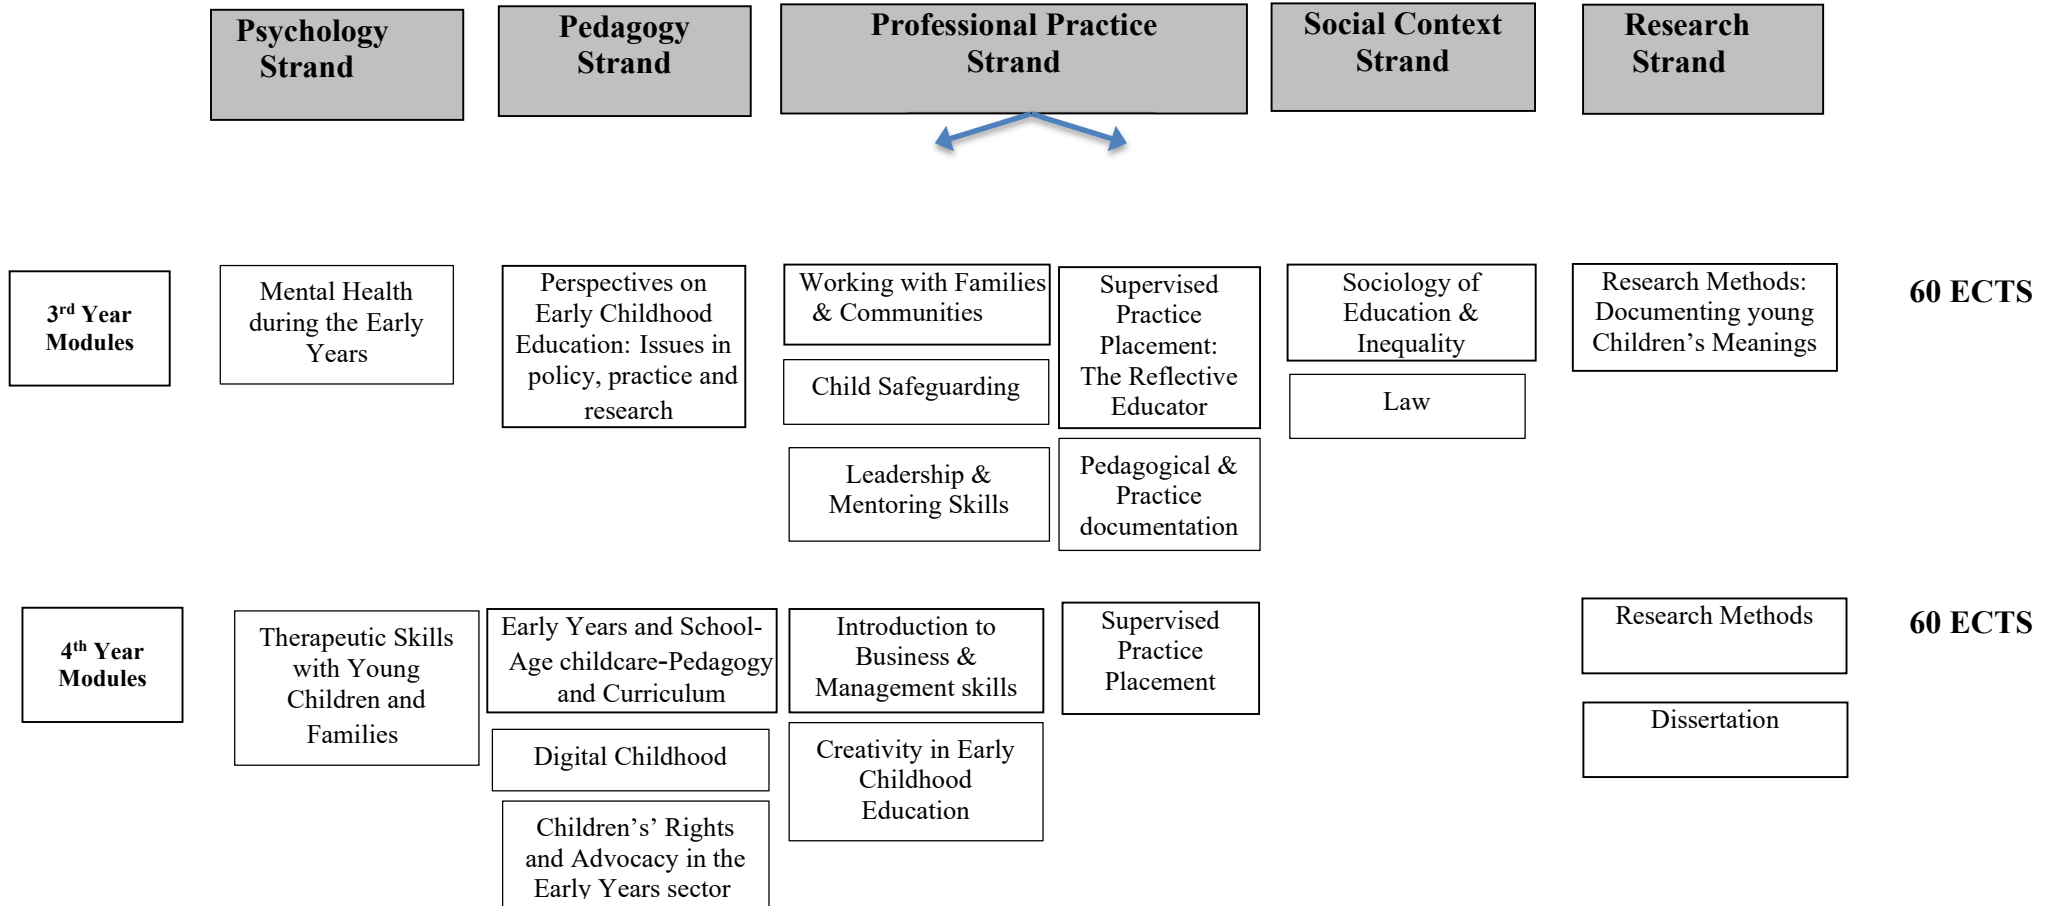 Psychology
Strand
Pedagogy
Strand
Professional Practice
Strand
Social Context
Strand
Research
Strand
3rd Year
Modules
Mental Health
during the Early
Years
Perspectives on
Early Childhood
Education: Issues in
policy, practice and
research
Working with Families
& Communities
Child Safeguarding
Leadership &
Mentoring Skills
Supervised
Practice
Placement:
The Reflective
Educator
Pedagogical &
Practice
documentation
Sociology of
Education &
Inequality
Law
Research Methods:
Documenting young
Children’s Meanings
60 ECTS
4th Year
Modules
Therapeutic Skills
with Young
Children and
Families
Early Years and School-
Age childcare-Pedagogy
and Curriculum
Digital Childhood
Children’s’ Rights
and Advocacy in the
Early Years sector
Introduction to
Business &
Management skills
Creativity in Early
Childhood
Education
Supervised
Practice
Placement
Research Methods
Dissertation
60 ECTS